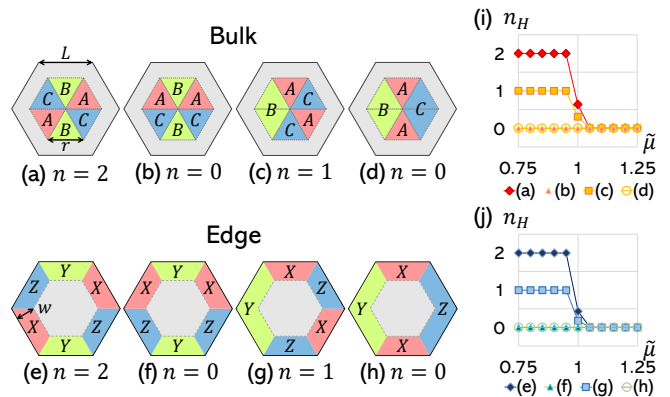 Bulk
L
B
C A
A C
B
r
(a) n = 2
B
A A
C C
B
(b) n = 0
A
C
B
A
C
(c) n = 1
A
B C
A
(d) n = 0
Edge
Y
Z X
w
X Z
Y
(e) n = 2
Y
X X
Z Z
Y
(f) n = 0
X
Z
Y
X
Z
(g) n = 1
X
Y Z
X
(h) n = 0
(i) n_H
2
1
0
μ̃
0.75 1 1.25
(a) (b) (c) (d)
(j) n_H
2
1
0
μ̃
0.75 1 1.25
(e) (f) (g) (h)